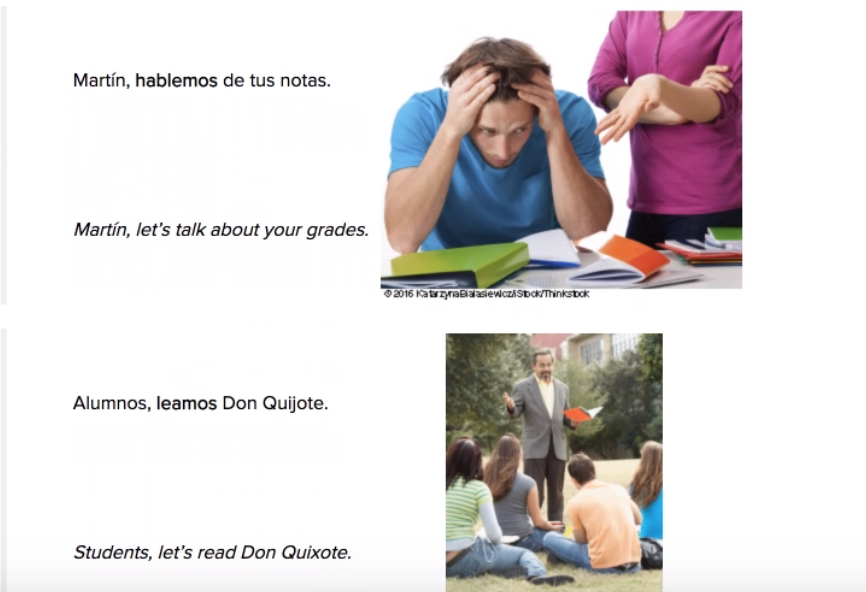 Martín, hablemos de tus notas.
Martín, let's talk about your grades.
© 2016 KatarzynaBialasiewicz/iStock/Thinkstock
Alumnos, leamos Don Quijote.
Students, let's read Don Quixote.